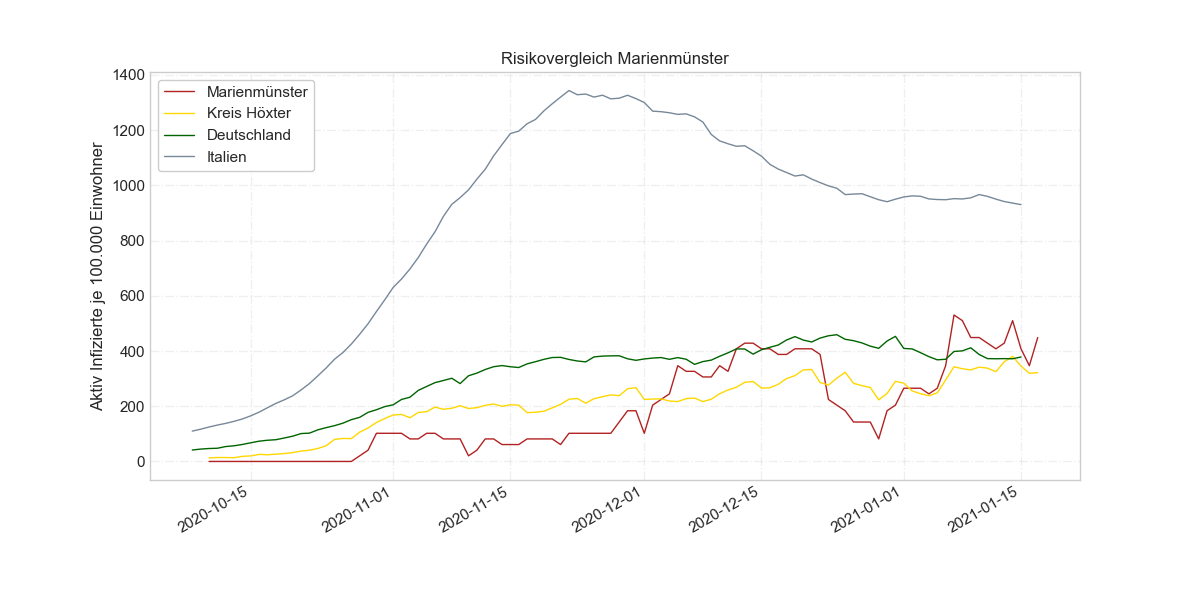 Risikovergleich Marienmünster
Marienmünster
Kreis Höxter
Deutschland
Italien
Aktiv Infizierte je 100.000 Einwohner
1400
1200
1000
800
600
400
200
0
2020-10-15
2020-11-01
2020-11-15
2020-12-01
2020-12-15
2021-01-01
2021-01-15